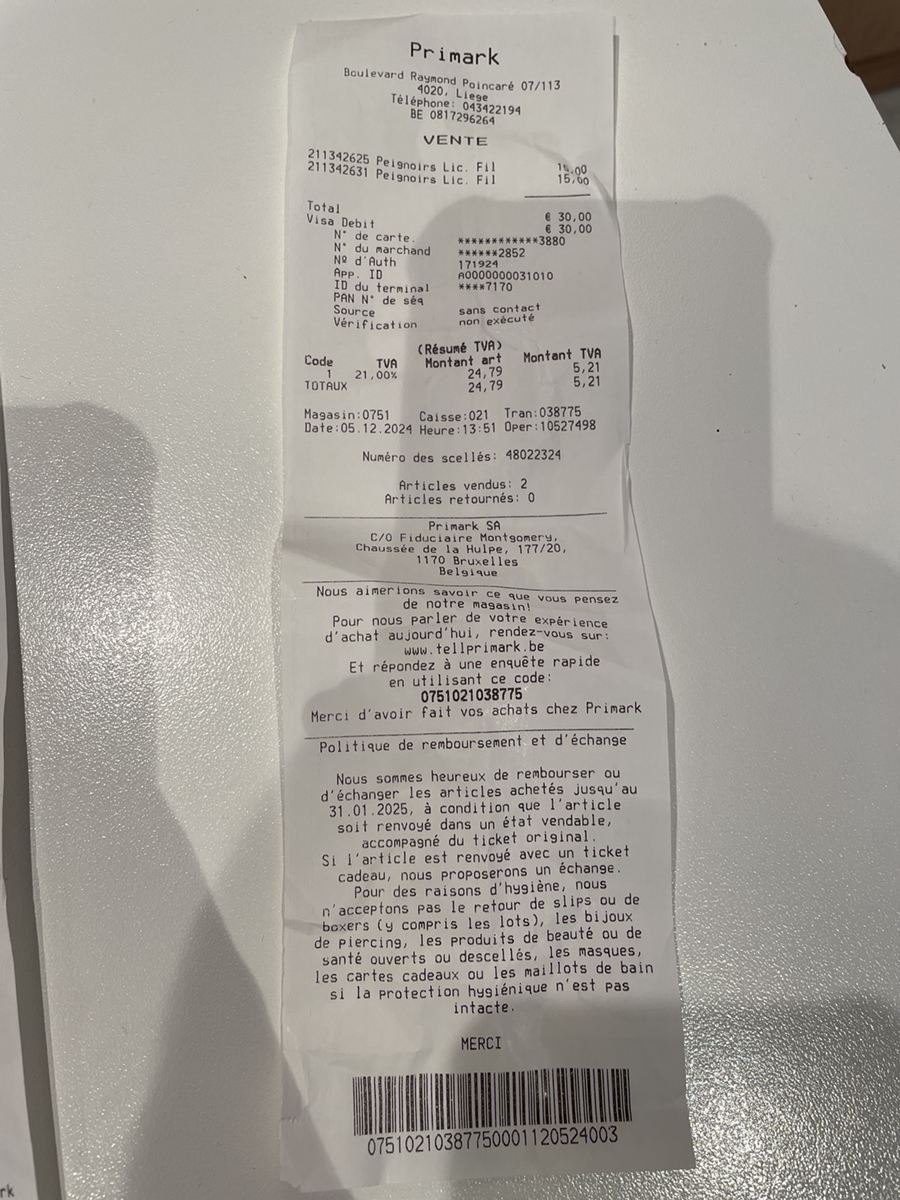 Primark
Boulevard Raymond Poincaré 07/113
4020, Liege
Téléphone: 043422194
BE 0817296264
VENTE
211342625 Peignoirs Lic. Fil 15,00
211342631 Peignoirs Lic. Fil 15,00
Total € 30,00
Visa Debit € 30,00
N° de carte. ************3880
N° du marchand ******2852
Nº d'Auth 171924
App. ID A0000000031010
ID du terminal ****7170
PAN N° de séq
Source sans contact
Vérification non exécuté
(Résumé TVA)
Code TVA Montant art Montant TVA
1 21,00% 24,79 5,21
TOTAUX 24,79 5,21
Magasin:0751 Caisse:021 Tran:038775
Date:05.12.2024 Heure:13:51 Oper:10527498
Numéro des scellés: 48022324
Articles vendus: 2
Articles retournés: 0
Primark SA
C/O Fiduciaire Montgomery,
Chaussée de la Hulpe, 177/20,
1170 Bruxelles
Belgique
Nous aimerions savoir ce que vous pensez
de notre magasin!
Pour nous parler de votre expérience
d'achat aujourd'hui, rendez-vous sur:
www.tellprimark.be
Et répondez à une enquête rapide
en utilisant ce code:
0751021038775
Merci d'avoir fait vos achats chez Primark
Politique de remboursement et d'échange
Nous sommes heureux de rembourser ou
d'échanger les articles achetés jusqu'au
31.01.2025, à condition que l'article
soit renvoyé dans un état vendable,
accompagné du ticket original.
Si l'article est renvoyé avec un ticket
cadeau, nous proposerons un échange.
Pour des raisons d'hygiène, nous
n'acceptons pas le retour de slips ou de
boxers (y compris les lots), les bijoux
de piercing, les produits de beauté ou de
santé ouverts ou descellés, les masques,
les cartes cadeaux ou les maillots de bain
si la protection hygiénique n'est pas
intacte.
MERCI
07510210387750001120524003
rk